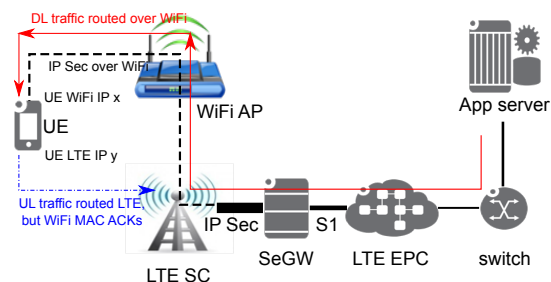 DL traffic routed over WiFi
IP Sec over WiFi
UE WiFi IP x
WiFi AP
App server
UE
UE LTE IP y
UL traffic routed LTE
but WiFi MAC ACKs
IP Sec
S1
LTE SC
SeGW
LTE EPC
switch